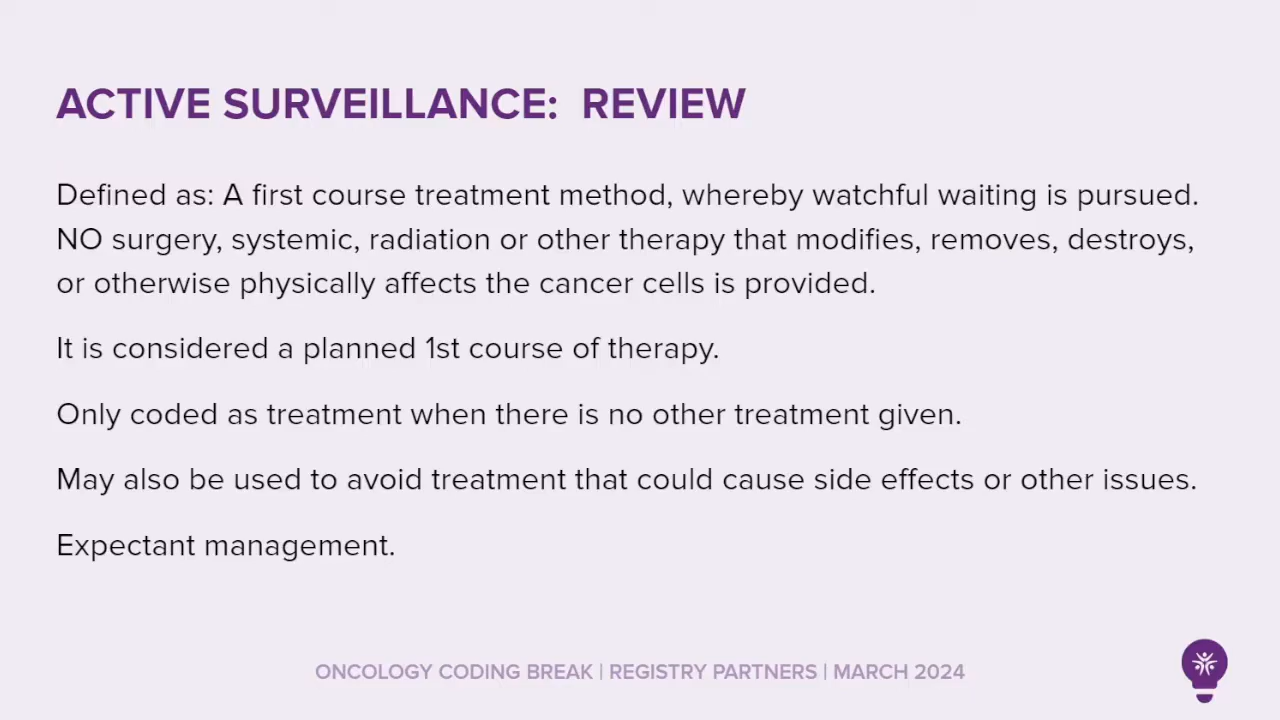 ACTIVE SURVEILLANCE: REVIEW
Defined as: A first course treatment method, whereby watchful waiting is pursued.
NO surgery, systemic, radiation or other therapy that modifies, removes, destroys,
or otherwise physically affects the cancer cells is provided.
It is considered a planned 1st course of therapy.
Only coded as treatment when there is no other treatment given.
May also be used to avoid treatment that could cause side effects or other issues.
Expectant management.
ONCOLOGY CODING BREAK | REGISTRY PARTNERS | MARCH 2024